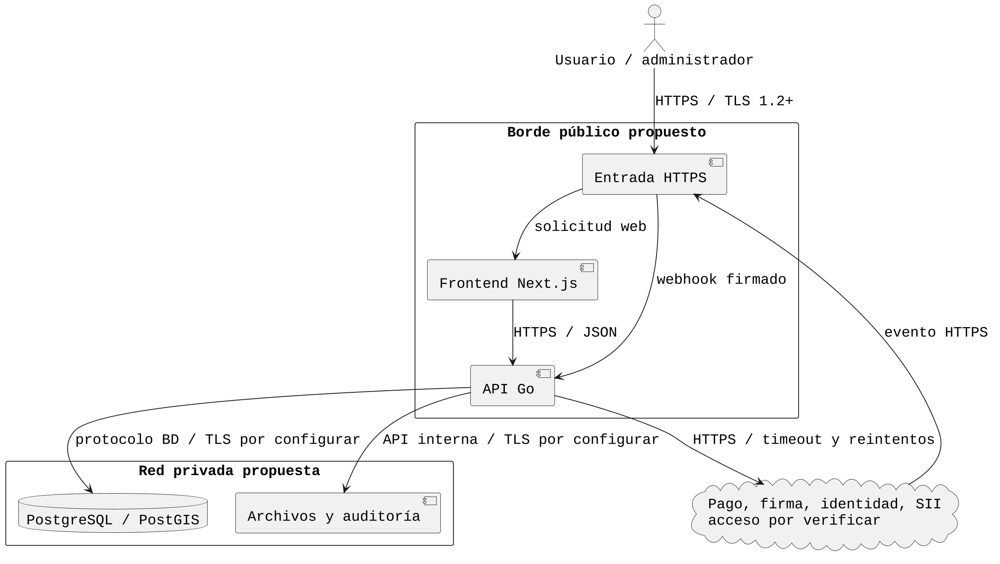 Usuario / administrador
HTTPS / TLS 1.2+
Borde público propuesto
Entrada HTTPS
solicitud web
Frontend Next.js
webhook firmado
HTTPS / JSON
evento HTTPS
API Go
protocolo BD / TLS por configurar
API interna / TLS por configurar
HTTPS / timeout y reintentos
Red privada propuesta
PostgreSQL / PostGIS
Archivos y auditoría
Pago, firma, identidad, SII
acceso por verificar